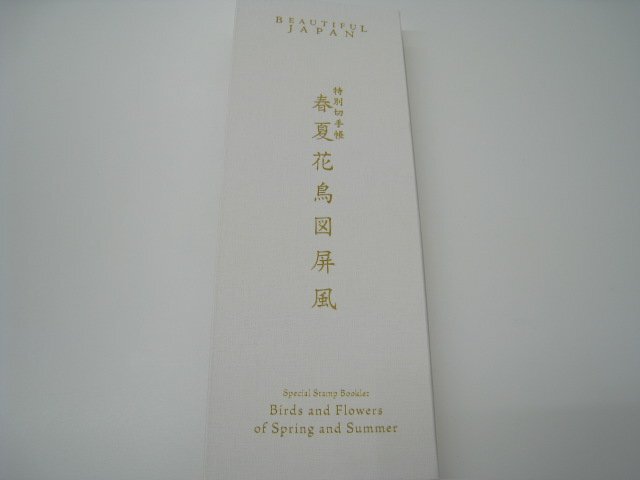 BEAUTIFUL
JAPAN
特別切手帳
春夏花鳥図屏風
Special Stamp Booklet
Birds and Flowers
of Spring and Summer